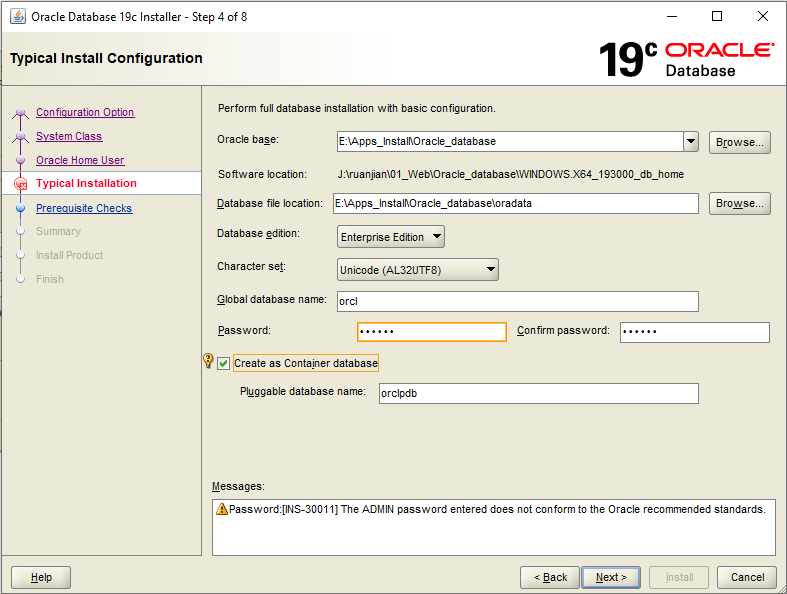 Oracle Database 19c Installer - Step 4 of 8
Typical Install Configuration
19c ORACLE
Database
Configuration Option
System Class
Oracle Home User
Typical Installation
Prerequisite Checks
Summary
Install Product
Finish
Perform full database installation with basic configuration.
Oracle base: E:\Apps_Install\Oracle_database Browse...
Software location: J:\ruanjian\01_Web\Oracle_database\WINDOWS.X64_193000_db_home
Database file location: E:\Apps_Install\Oracle_database\oradata Browse...
Database edition: Enterprise Edition
Character set: Unicode (AL32UTF8)
Global database name: orcl
Password: •••••• Confirm password: ••••••
Create as Container database
Pluggable database name: orclpdb
Messages:
Password:[INS-30011] The ADMIN password entered does not conform to the Oracle recommended standards.
Help < Back Next > Install Cancel